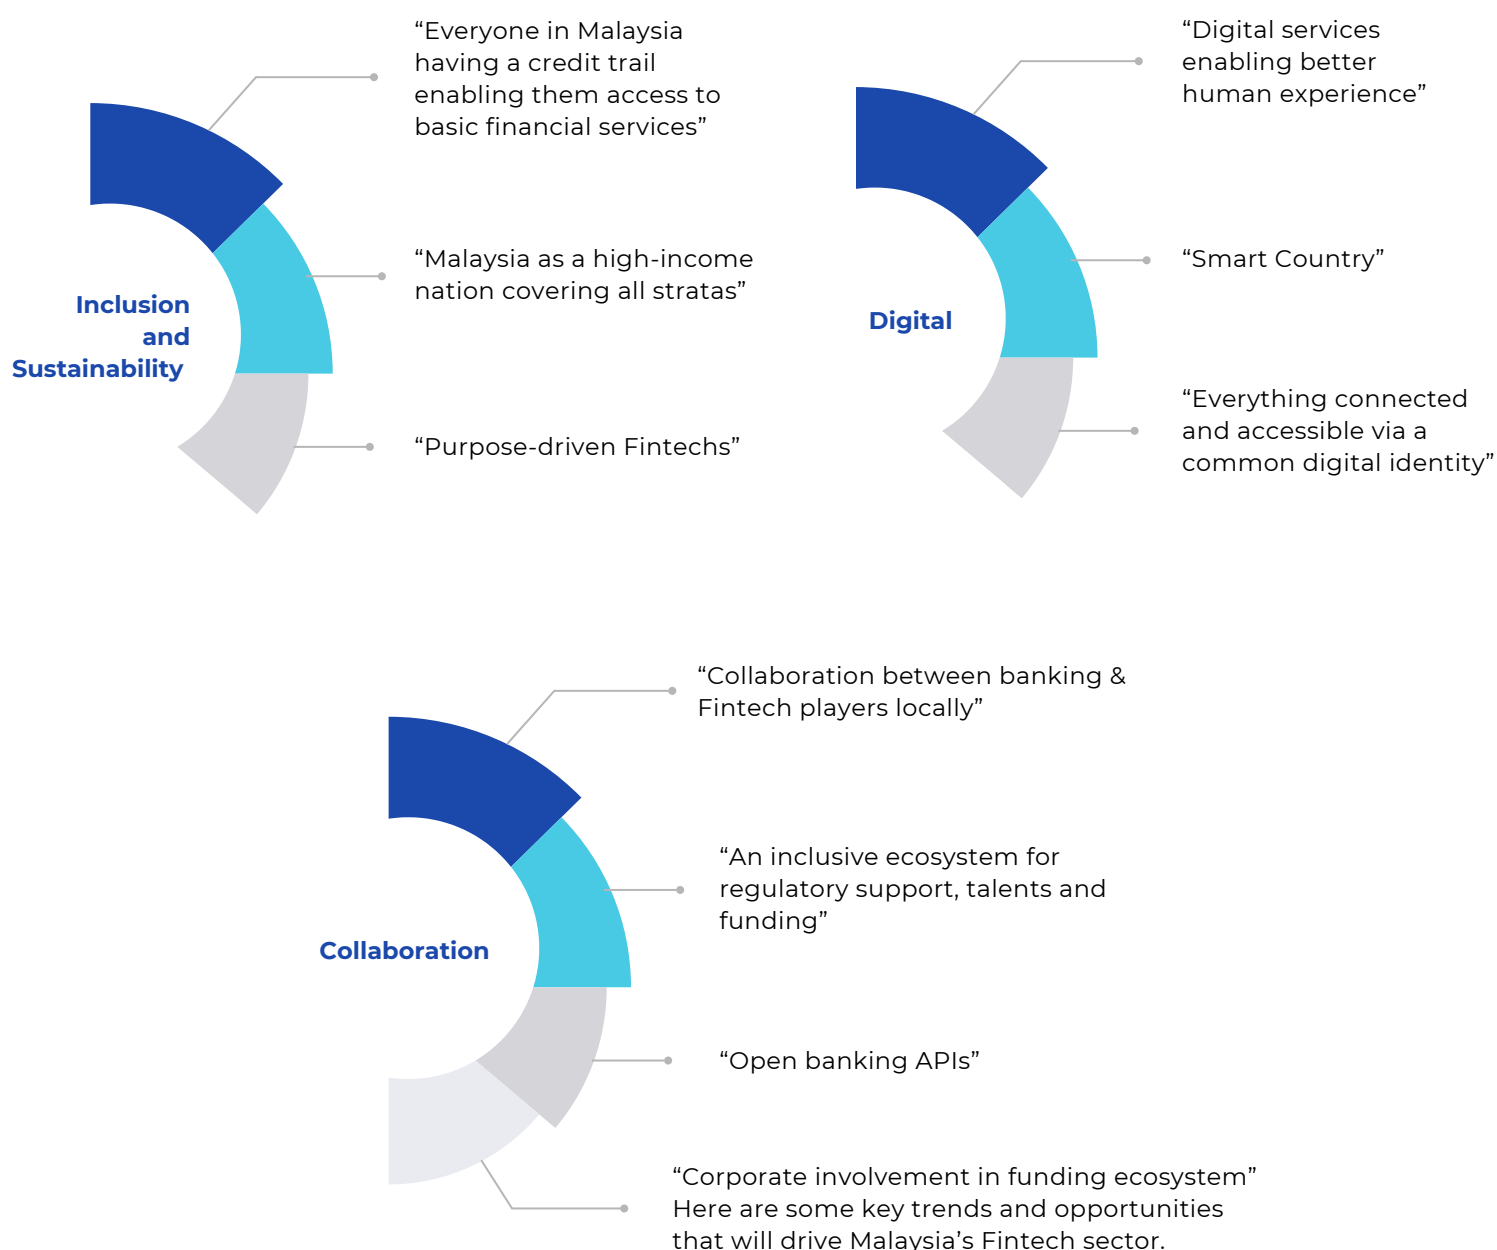 “Everyone in Malaysia
having a credit trail
enabling them access to
basic financial services”
“Malaysia as a high-income
nation covering all stratas”
Inclusion
and
Sustainability
“Purpose-driven Fintechs”
“Digital services
enabling better
human experience”
“Smart Country”
Digital
“Everything connected
and accessible via a
common digital identity”
“Collaboration between banking &
Fintech players locally”
“An inclusive ecosystem for
regulatory support, talents and
funding”
Collaboration
“Open banking APIs”
“Corporate involvement in funding ecosystem”
Here are some key trends and opportunities
that will drive Malaysia’s Fintech sector.